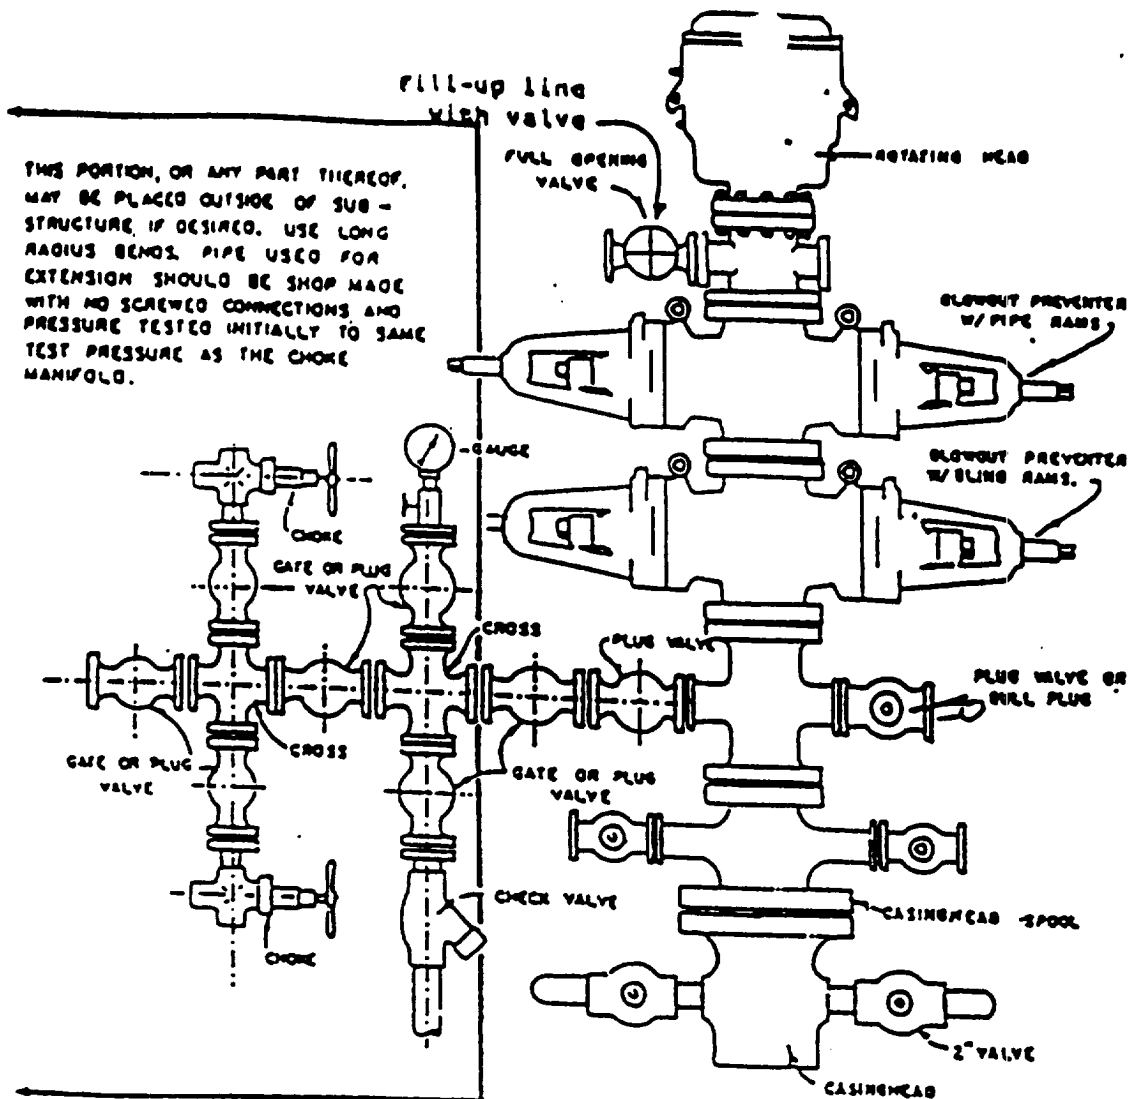 Fill-up line
with valve
FULL OPENING
VALVE
ROTATING HEAD
THIS PORTION, OR ANY PART THEREOF,
MAY BE PLACED OUTSIDE OF SUB-
STRUCTURE, IF DESIRED. USE LONG
RADIUS BENDS. PIPE USED FOR
EXTENSION SHOULD BE SHOP MADE
WITH NO SCREWED CONNECTIONS AND
PRESSURE TESTED INITIALLY TO SAME
TEST PRESSURE AS THE CHOKE
MANIFOLD.
BLOWOUT PREVENTER
W/PIPE RAMS.
GAUGE
BLOWOUT PREVENTER
W/BLIND RAMS.
CHOKE
GATE OR PLUG
VALVE
CROSS
PLUG VALVE
PLUG VALVE OR
BULL PLUG
CROSS
GATE OR PLUG
VALVE
GATE OR PLUG
VALVE
CHECK VALVE
CASINGHEAD SPOOL
CHOKE
2" VALVE
CASINGHEAD